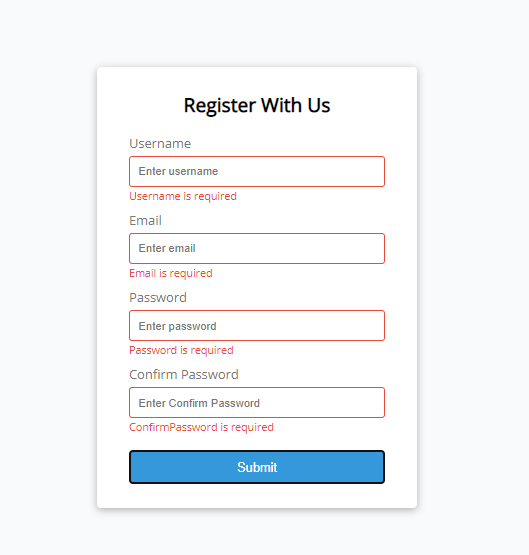 Register With Us
Username
Enter username
Username is required
Email
Enter email
Email is required
Password
Enter password
Password is required
Confirm Password
Enter Confirm Password
ConfirmPassword is required
Submit